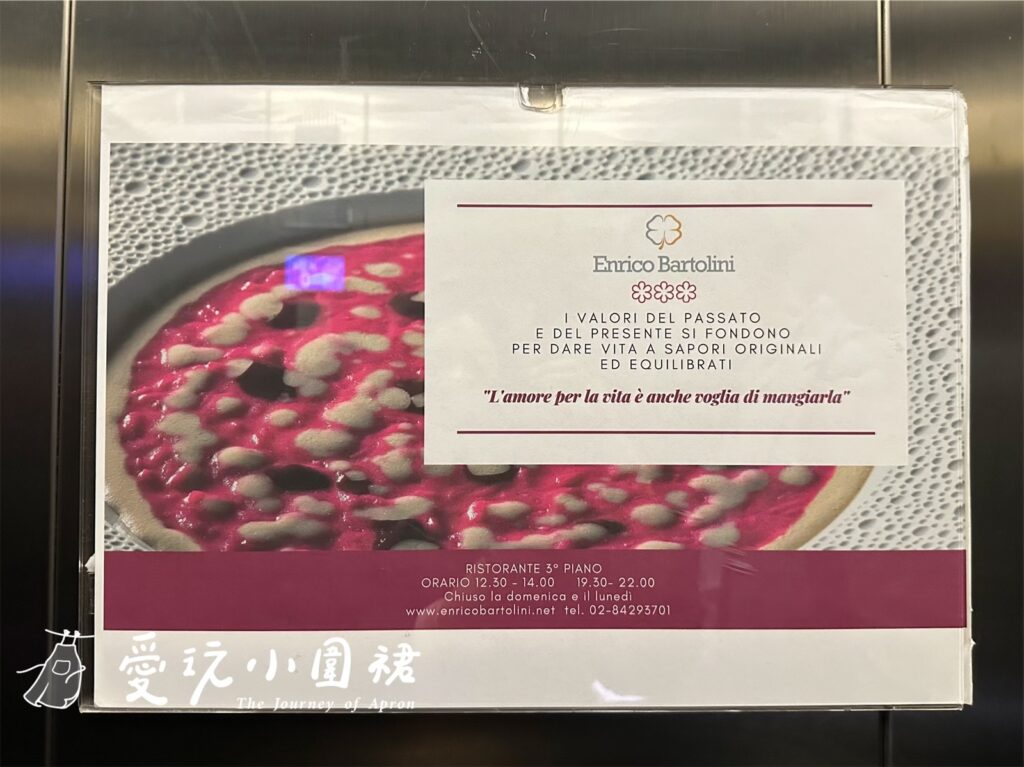 Enrico Bartolini
I VALORI DEL PASSATO
E DEL PRESENTE SI FONDONO
PER DARE VITA A SAPORI ORIGINALI
ED EQUILIBRATI
"L'amore per la vita è anche voglia di mangiarla"
RISTORANTE 3° PIANO
ORARIO 12.30 - 14.00 19.30- 22.00
Chiuso la domenica e il lunedì
www.enricobartolini.net tel. 02-84293701
愛玩小圍裙
The Journey of Apron